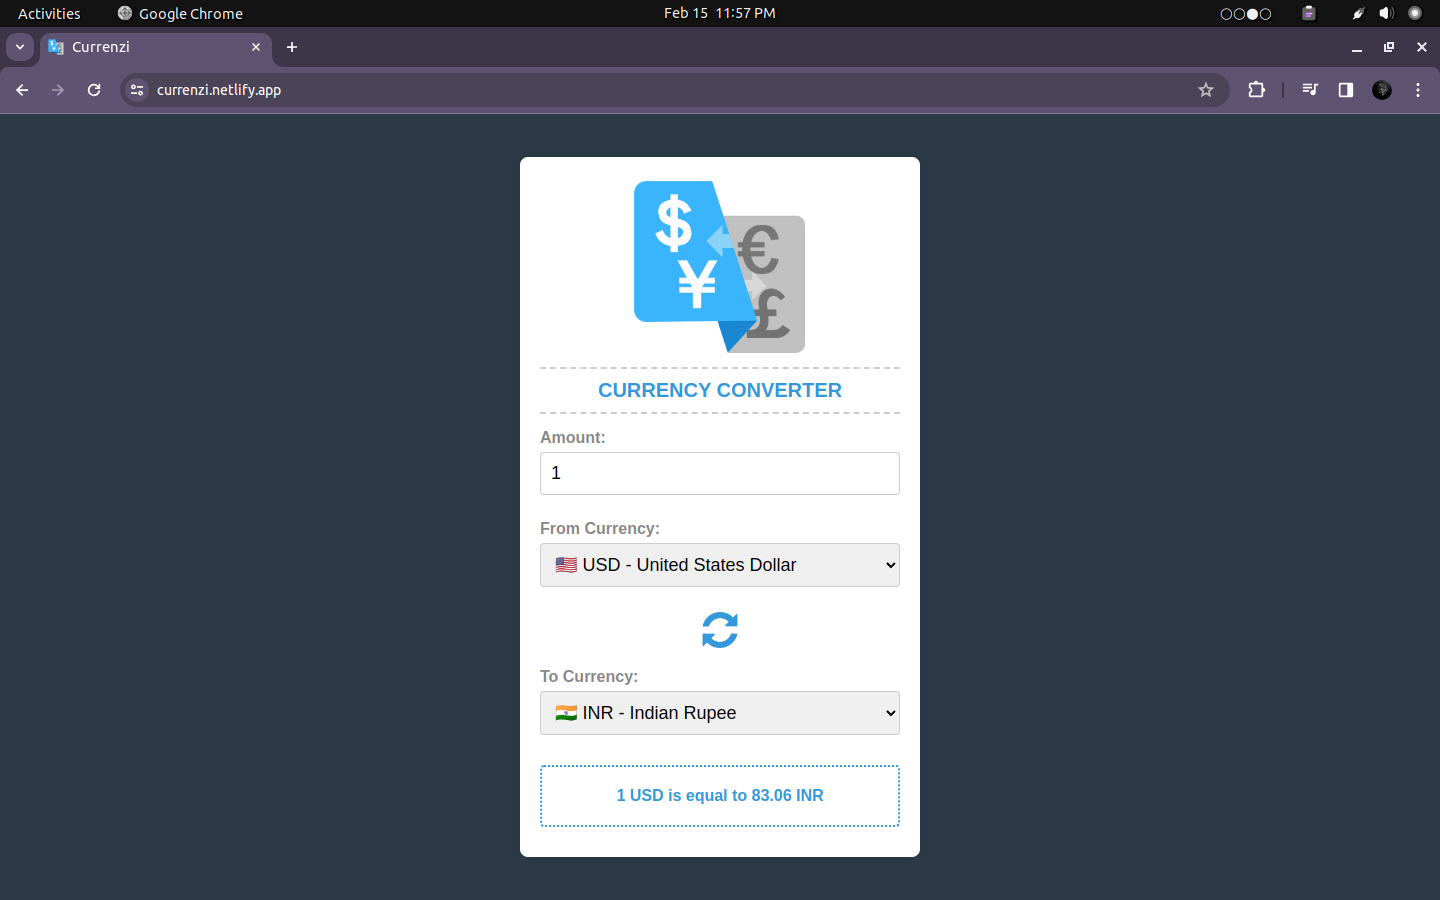 Activities
Google Chrome
Feb 15 11:57 PM
Currenzi
currenzi.netlify.app
$
¥
€
£
CURRENCY CONVERTER
Amount:
1
From Currency:
🇺🇸 USD - United States Dollar
To Currency:
🇮🇳 INR - Indian Rupee
1 USD is equal to 83.06 INR